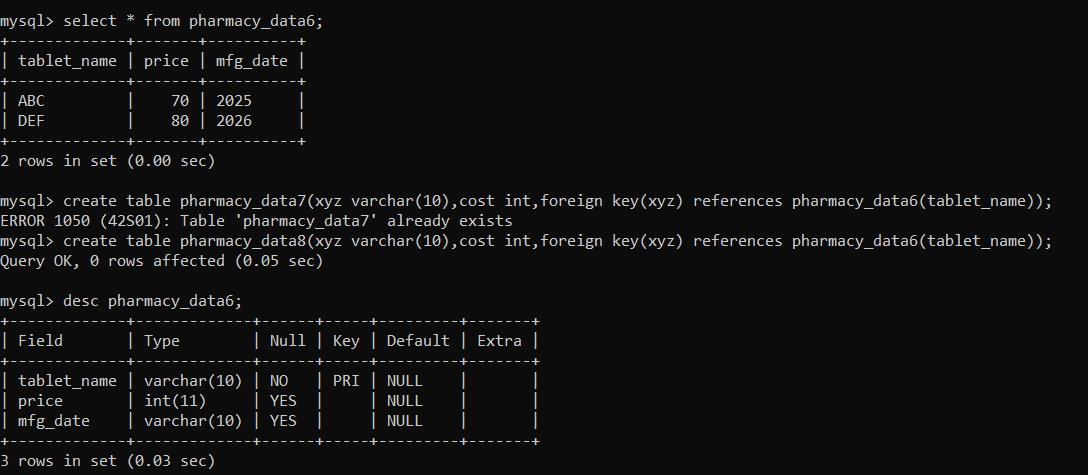 mysql> select * from pharmacy_data6;
+-------------+-------+----------+
| tablet_name | price | mfg_date |
+-------------+-------+----------+
| ABC         |    70 | 2025     |
| DEF         |    80 | 2026     |
+-------------+-------+----------+
2 rows in set (0.00 sec)

mysql> create table pharmacy_data7(xyz varchar(10),cost int,foreign key(xyz) references pharmacy_data6(tablet_name));
ERROR 1050 (42S01): Table 'pharmacy_data7' already exists
mysql> create table pharmacy_data8(xyz varchar(10),cost int,foreign key(xyz) references pharmacy_data6(tablet_name));
Query OK, 0 rows affected (0.05 sec)

mysql> desc pharmacy_data6;
+-------------+-------------+------+-----+---------+-------+
| Field       | Type        | Null | Key | Default | Extra |
+-------------+-------------+------+-----+---------+-------+
| tablet_name | varchar(10) | NO   | PRI | NULL    |       |
| price       | int(11)     | YES  |     | NULL    |       |
| mfg_date    | varchar(10) | YES  |     | NULL    |       |
+-------------+-------------+------+-----+---------+-------+
3 rows in set (0.03 sec)